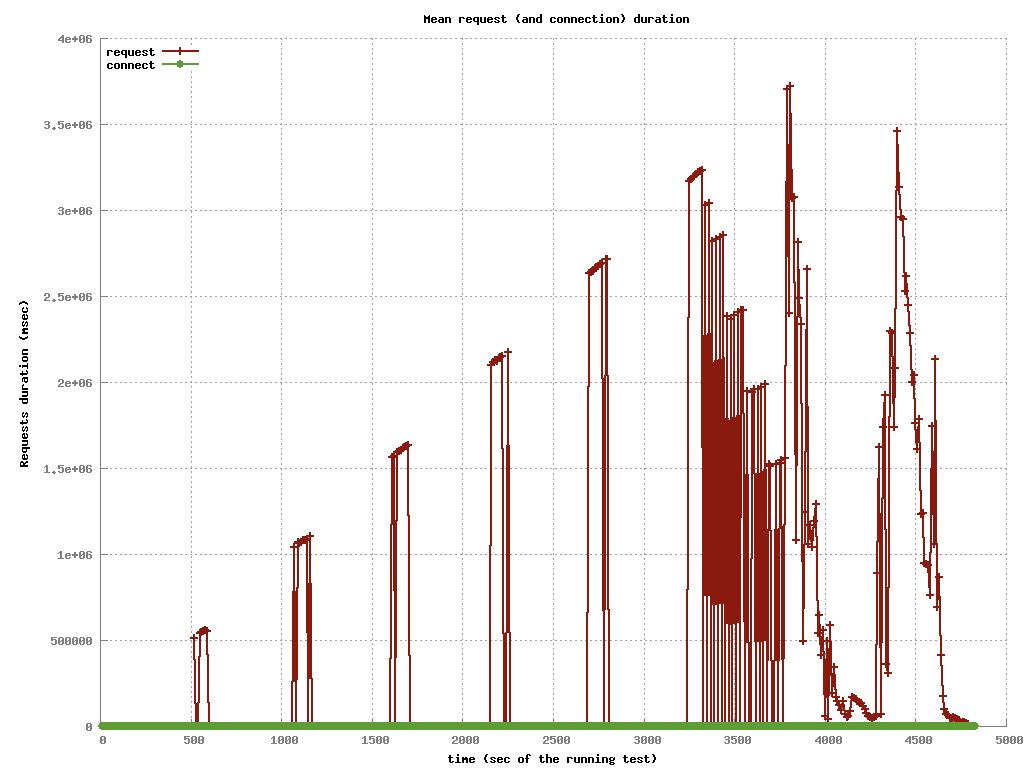 Mean request (and connection) duration
4e+06
request
connect
3.5e+06
3e+06
2.5e+06
2e+06
1.5e+06
1e+06
500000
0
Requests duration (msec)
0 500 1000 1500 2000 2500 3000 3500 4000 4500 5000
time (sec of the running test)